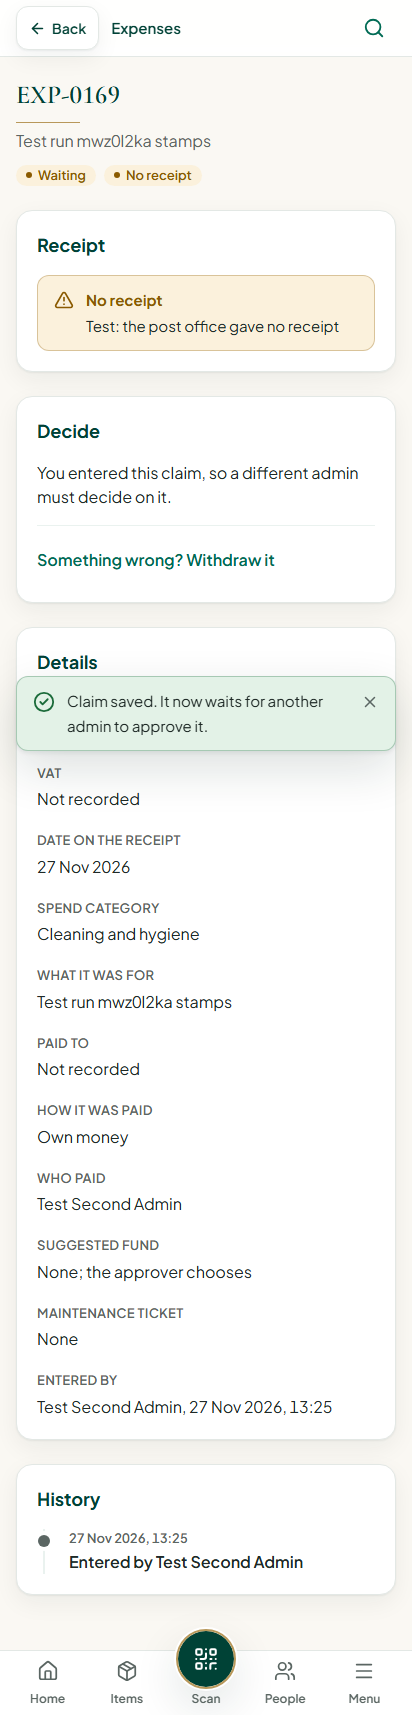 Back
Expenses
EXP-0169
Test run mwz0l2ka stamps
Waiting
No receipt
Receipt
No receipt
Test: the post office gave no receipt
Decide
You entered this claim, so a different admin
must decide on it.
Something wrong? Withdraw it
Details
Claim saved. It now waits for another
admin to approve it.
VAT
Not recorded
DATE ON THE RECEIPT
27 Nov 2026
SPEND CATEGORY
Cleaning and hygiene
WHAT IT WAS FOR
Test run mwz0l2ka stamps
PAID TO
Not recorded
HOW IT WAS PAID
Own money
WHO PAID
Test Second Admin
SUGGESTED FUND
None; the approver chooses
MAINTENANCE TICKET
None
ENTERED BY
Test Second Admin, 27 Nov 2026, 13:25
History
27 Nov 2026, 13:25
Entered by Test Second Admin
Home
Items
Scan
People
Menu